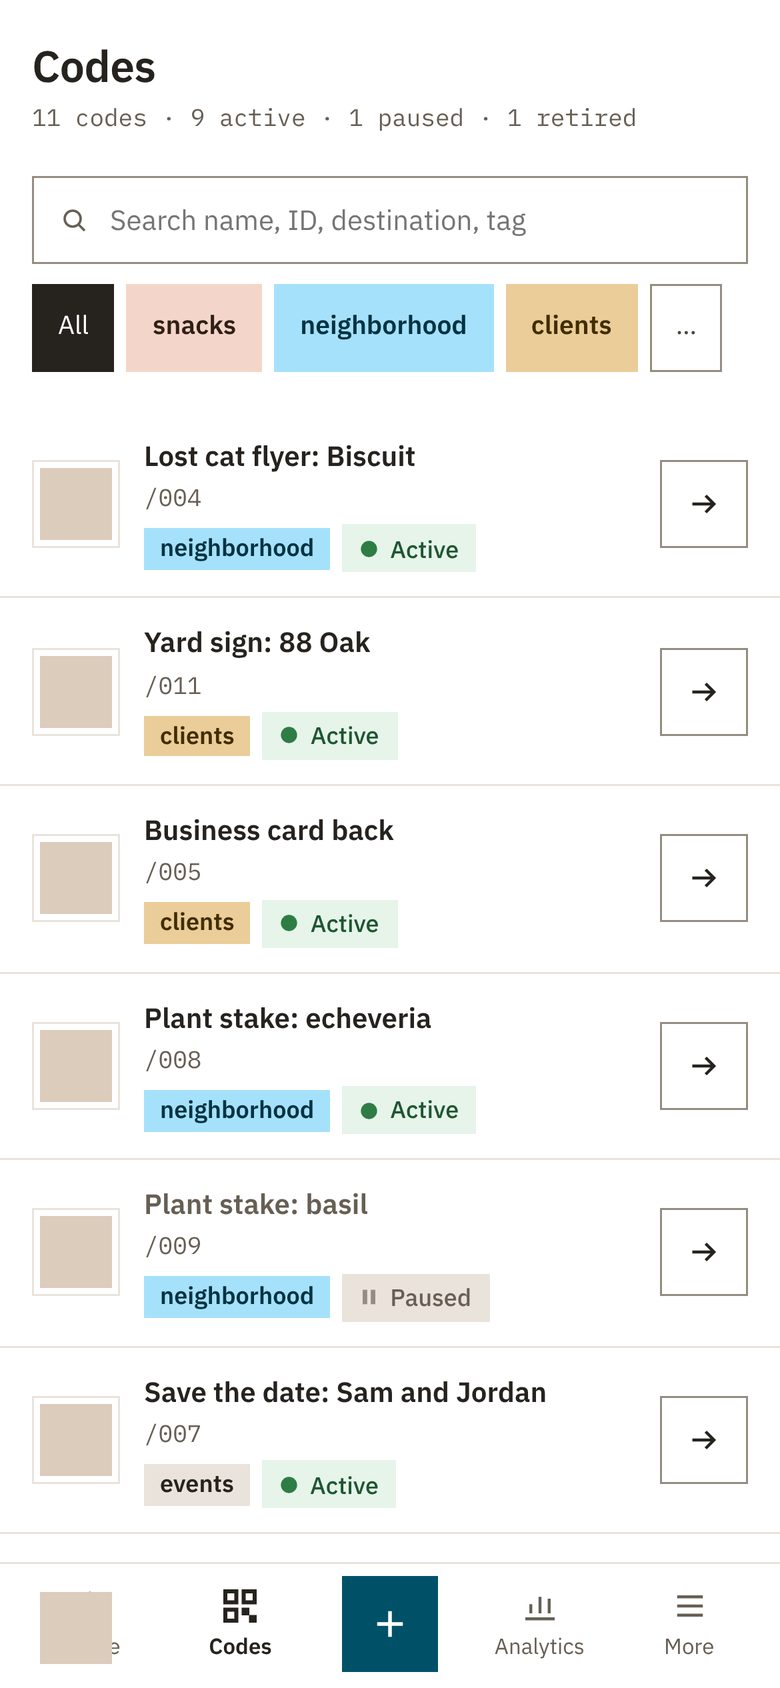 Codes
11 codes · 9 active · 1 paused · 1 retired
Search name, ID, destination, tag
All snacks neighborhood clients ...
Lost cat flyer: Biscuit
/004
neighborhood Active
Yard sign: 88 Oak
/011
clients Active
Business card back
/005
clients Active
Plant stake: echeveria
/008
neighborhood Active
Plant stake: basil
/009
neighborhood Paused
Save the date: Sam and Jordan
/007
events Active
Codes + Analytics More